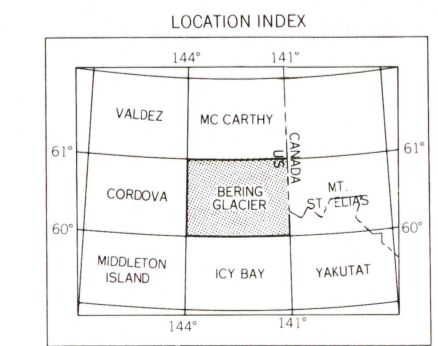 LOCATION INDEX
144° 141°
VALDEZ MC CARTHY
61° 61°
CANADA
US
CORDOVA BERING
GLACIER
MT.
ST. ELIAS
60° 60°
MIDDLETON
ISLAND
ICY BAY YAKUTAT
144° 141°